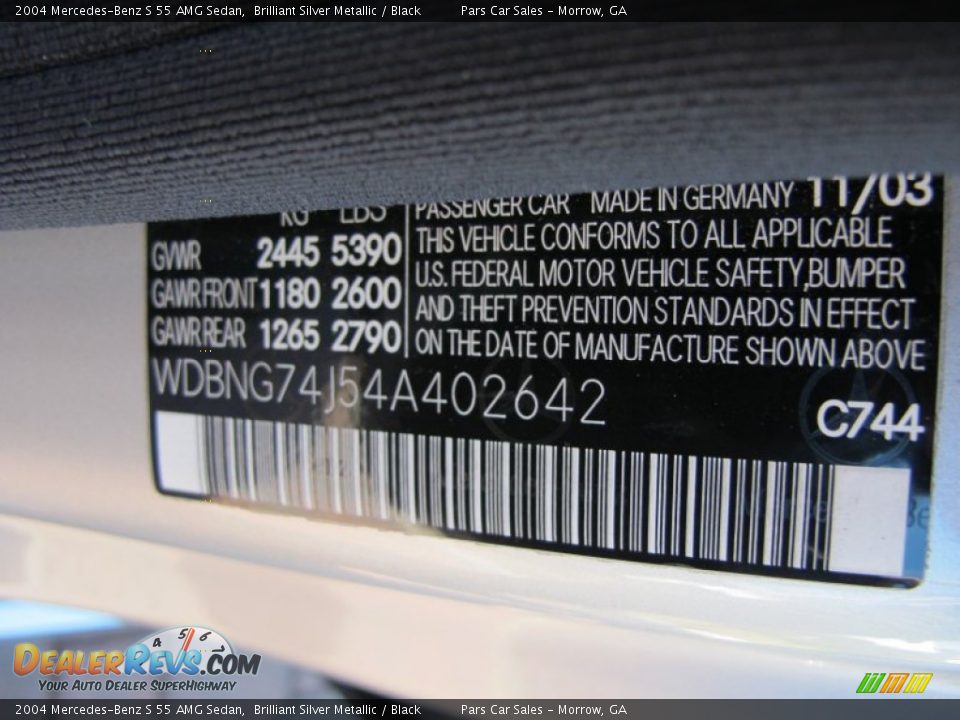 2004 Mercedes-Benz S 55 AMG Sedan, Brilliant Silver Metallic / Black Pars Car Sales - Morrow, GA
KG LBS
GVWR 2445 5390
GAWR FRONT 1180 2600
GAWR REAR 1265 2790
PASSENGER CAR MADE IN GERMANY 11/03
THIS VEHICLE CONFORMS TO ALL APPLICABLE
U.S. FEDERAL MOTOR VEHICLE SAFETY, BUMPER
AND THEFT PREVENTION STANDARDS IN EFFECT
ON THE DATE OF MANUFACTURE SHOWN ABOVE
WDBNG74J54A402642
C744
4 5 6
DEALERREVS.COM
YOUR AUTO DEALER SUPERHIGHWAY
2004 Mercedes-Benz S 55 AMG Sedan, Brilliant Silver Metallic / Black Pars Car Sales - Morrow, GA